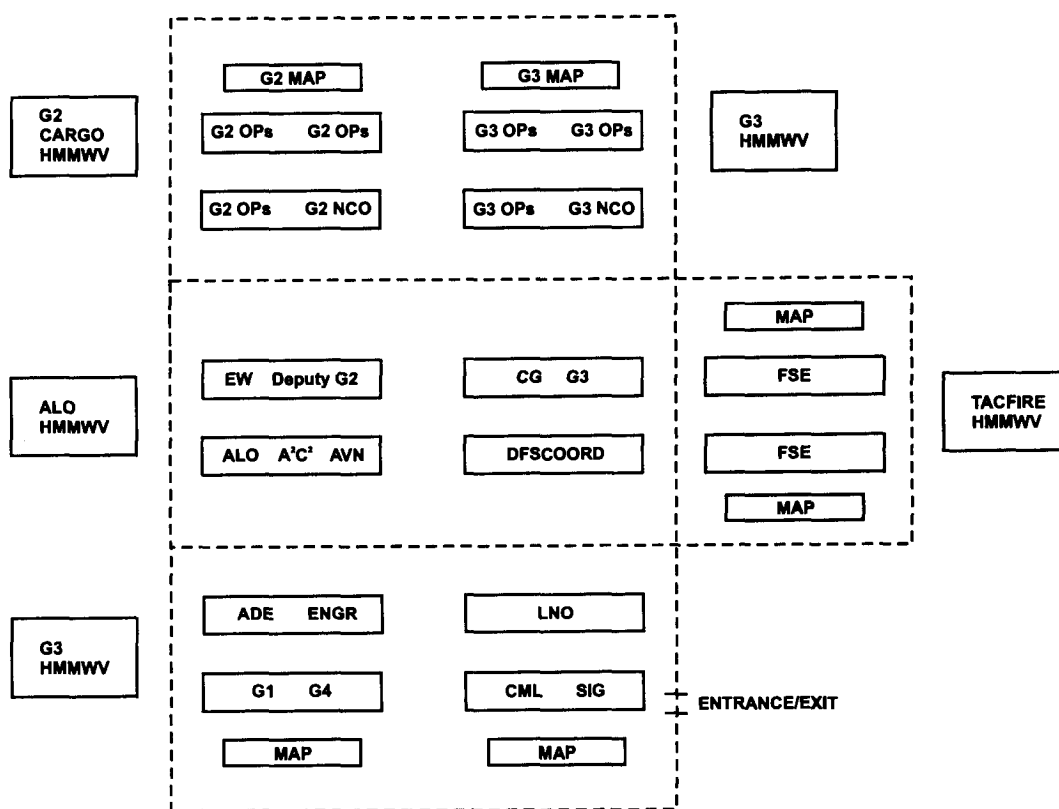 G2 MAP
G3 MAP
G2
CARGO
HMMWV
G2 OPs G2 OPs
G3 OPs G3 OPs
G3
HMMWV
G2 OPs G2 NCO
G3 OPs G3 NCO
MAP
ALO
HMMWV
EW Deputy G2
CG G3
FSE
TACFIRE
HMMWV
ALO A²C² AVN
DFSCOORD
FSE
MAP
ADE ENGR
LNO
G3
HMMWV
G1 G4
CML SIG
ENTRANCE/EXIT
MAP
MAP